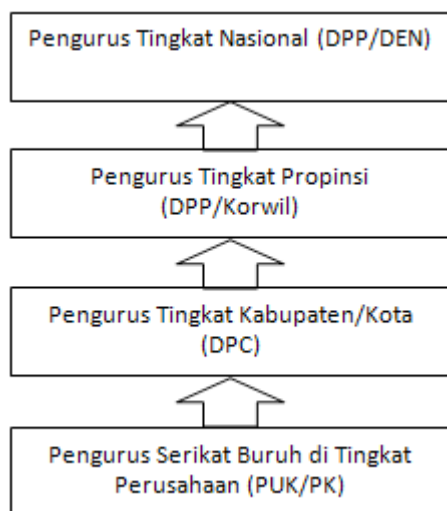 Pengurus Tingkat Nasional (DPP/DEN)
Pengurus Tingkat Propinsi
(DPP/Korwil)
Pengurus Tingkat Kabupaten/Kota
(DPC)
Pengurus Serikat Buruh di Tingkat
Perusahaan (PUK/PK)